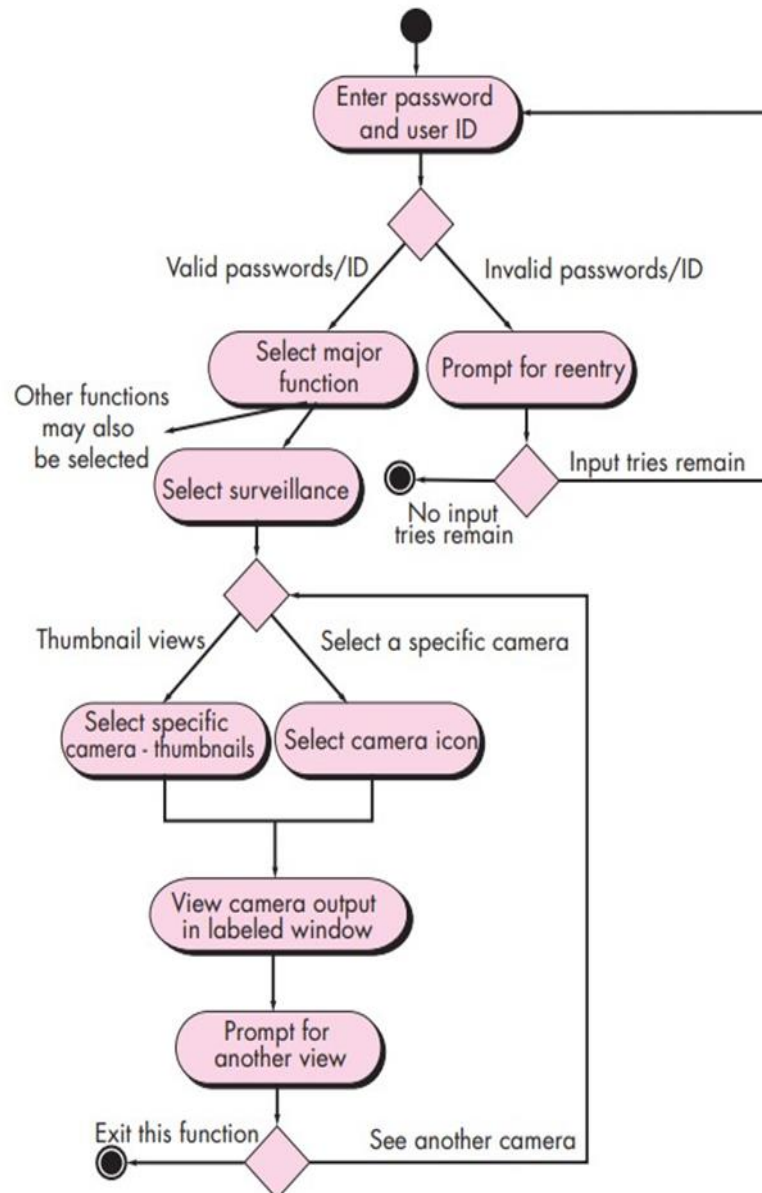 Enter password
and user ID
Valid passwords/ID
Invalid passwords/ID
Select major
function
Prompt for reentry
Other functions
may also
be selected
Input tries remain
No input
tries remain
Select surveillance
Thumbnail views
Select a specific camera
Select specific
camera - thumbnails
Select camera icon
View camera output
in labeled window
Prompt for
another view
Exit this function
See another camera